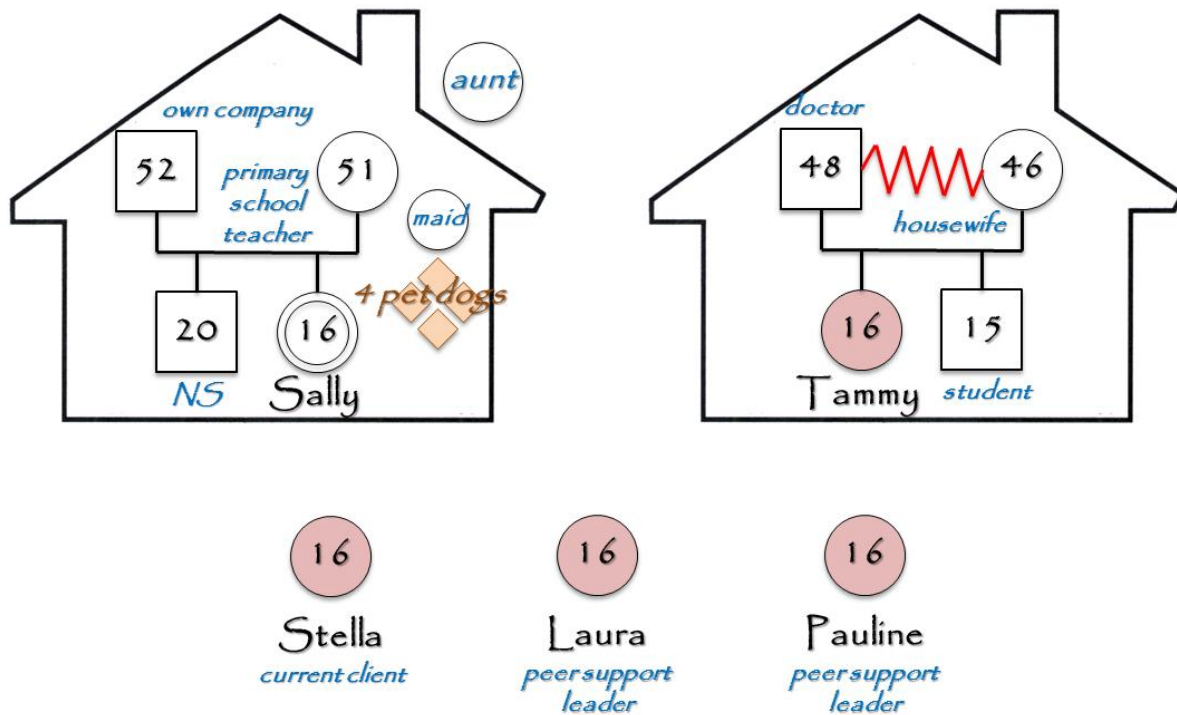 aunt
own company
52
primary
school
teacher
51
maid
4 pet dogs
20
NS
16
Sally
doctor
48
46
housewife
16
Tammy
15
student
16
Stella
current client
16
Laura
peer support
leader
16
Pauline
peer support
leader